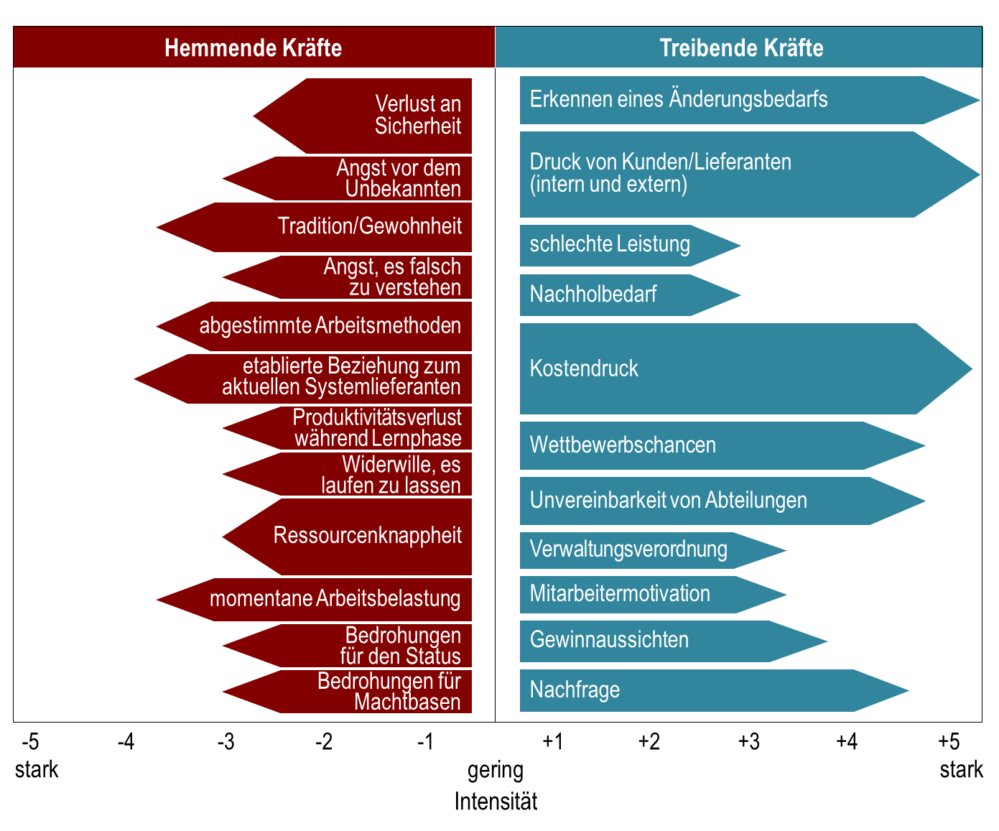 Hemmende Kräfte
Treibende Kräfte
Verlust an
Sicherheit
Angst vor dem
Unbekannten
Tradition/Gewohnheit
Angst, es falsch
zu verstehen
abgestimmte Arbeitsmethoden
etablierte Beziehung zum
aktuellen Systemlieferanten
Produktivitätsverlust
während Lernphase
Widerwille, es
laufen zu lassen
Ressourcenknappheit
momentane Arbeitsbelastung
Bedrohungen
für den Status
Bedrohungen für
Machtbasen
Erkennen eines Änderungsbedarfs
Druck von Kunden/Lieferanten
(intern und extern)
schlechte Leistung
Nachholbedarf
Kostendruck
Wettbewerbschancen
Unvereinbarkeit von Abteilungen
Verwaltungsverordnung
Mitarbeitermotivation
Gewinnaussichten
Nachfrage
-5 -4 -3 -2 -1 +1 +2 +3 +4 +5
stark gering stark
Intensität